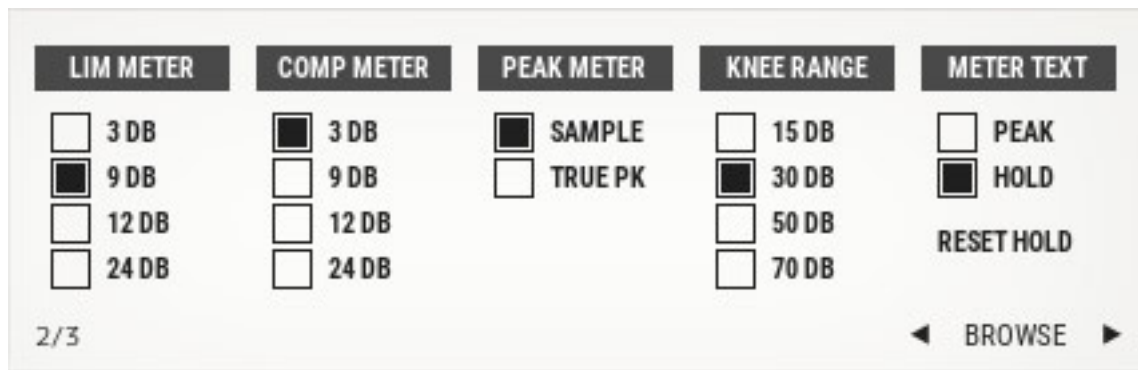 LIM METER
3 DB
9 DB
12 DB
24 DB
COMP METER
3 DB
9 DB
12 DB
24 DB
PEAK METER
SAMPLE
TRUE PK
KNEE RANGE
15 DB
30 DB
50 DB
70 DB
METER TEXT
PEAK
HOLD
RESET HOLD
2/3
BROWSE